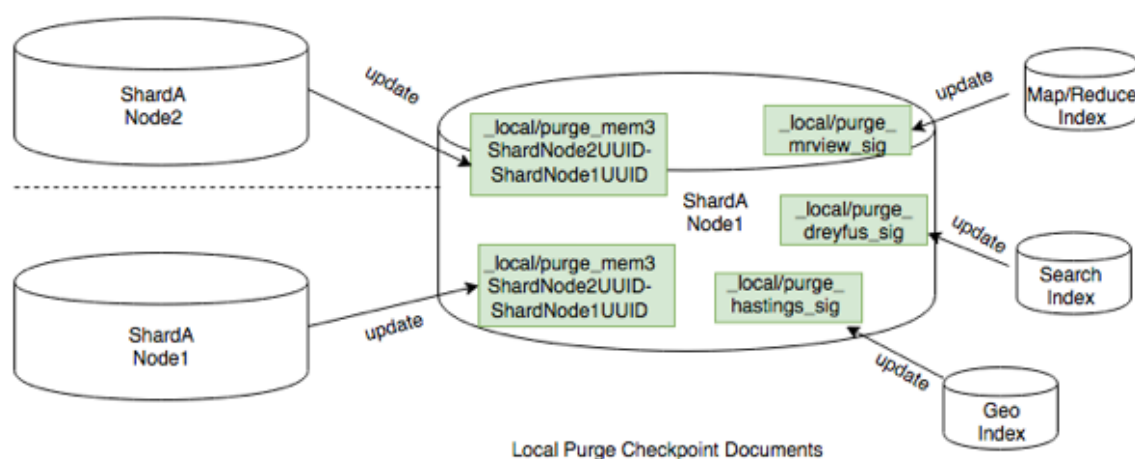 ShardA
Node2
update
_local/purge_mem3
ShardNode2UUID-
ShardNode1UUID
_local/purge_
mrview_sig
update
Map/Reduce
Index
ShardA
Node1
_local/purge_
dreyfus_sig
update
Search
Index
ShardA
Node1
update
_local/purge_mem3
ShardNode2UUID-
ShardNode1UUID
_local/purge_
hastings_sig
update
Geo
Index
Local Purge Checkpoint Documents